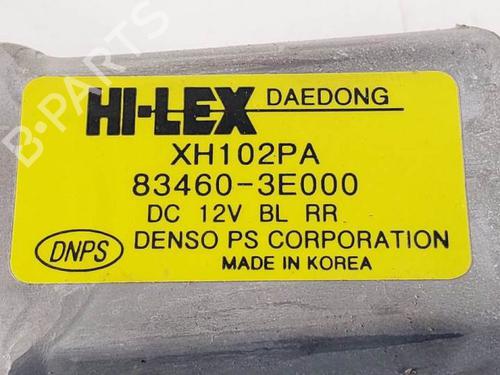 HI-LEX DAEDONG
XH102PA
83460-3E000
DC 12V BL RR
DNPS DENSO PS CORPORATION
MADE IN KOREA
B-PARTS